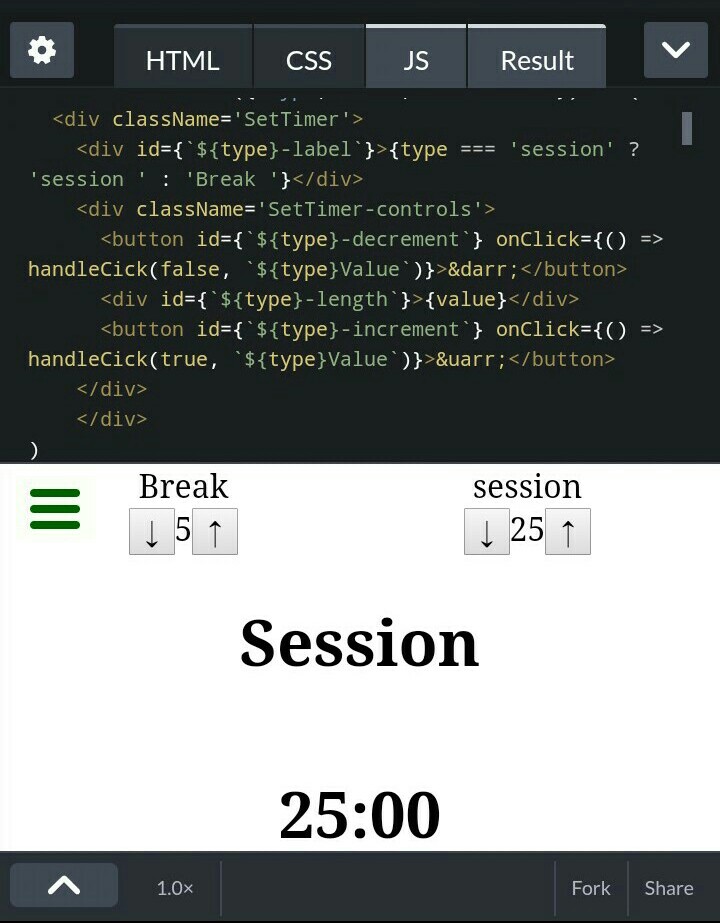 HTML CSS JS Result
<div className='SetTimer'>
<div id={`${type}-label`}>{type === 'session' ?
'session ' : 'Break '}</div>
<div className='SetTimer-controls'>
<button id={`${type}-decrement`} onClick={() =>
handleCick(false, `${type}Value`)}>&darr;</button>
<div id={`${type}-length`}>{value}</div>
<button id={`${type}-increment`} onClick={() =>
handleCick(true, `${type}Value`)}>&uarr;</button>
</div>
</div>
)
Break session
↓ 5 ↑ ↓ 25 ↑
Session
25:00
1.0× Fork Share